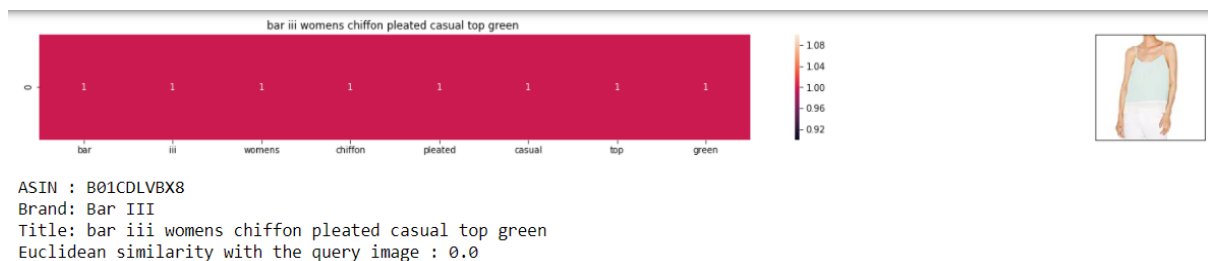 bar iii womens chiffon pleated casual top green
1.08
1.04
1.00
0.96
0.92
0
1 1 1 1 1 1 1 1
bar iii womens chiffon pleated casual top green
ASIN : B01CDLVBX8
Brand: Bar III
Title: bar iii womens chiffon pleated casual top green
Euclidean similarity with the query image : 0.0